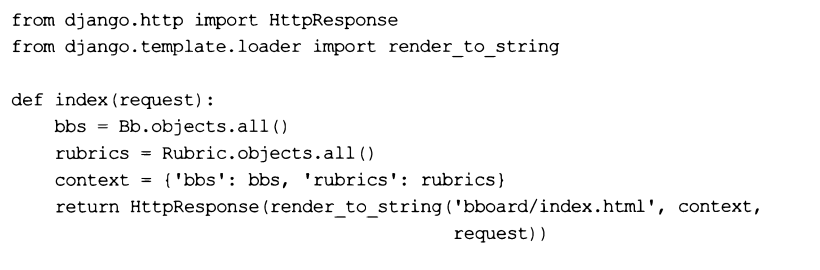 from django.http import HttpResponse
from django.template.loader import render_to_string

def index(request):
    bbs = Bb.objects.all()
    rubrics = Rubric.objects.all()
    context = {'bbs': bbs, 'rubrics': rubrics}
    return HttpResponse(render_to_string('bboard/index.html', context,
                                         request))